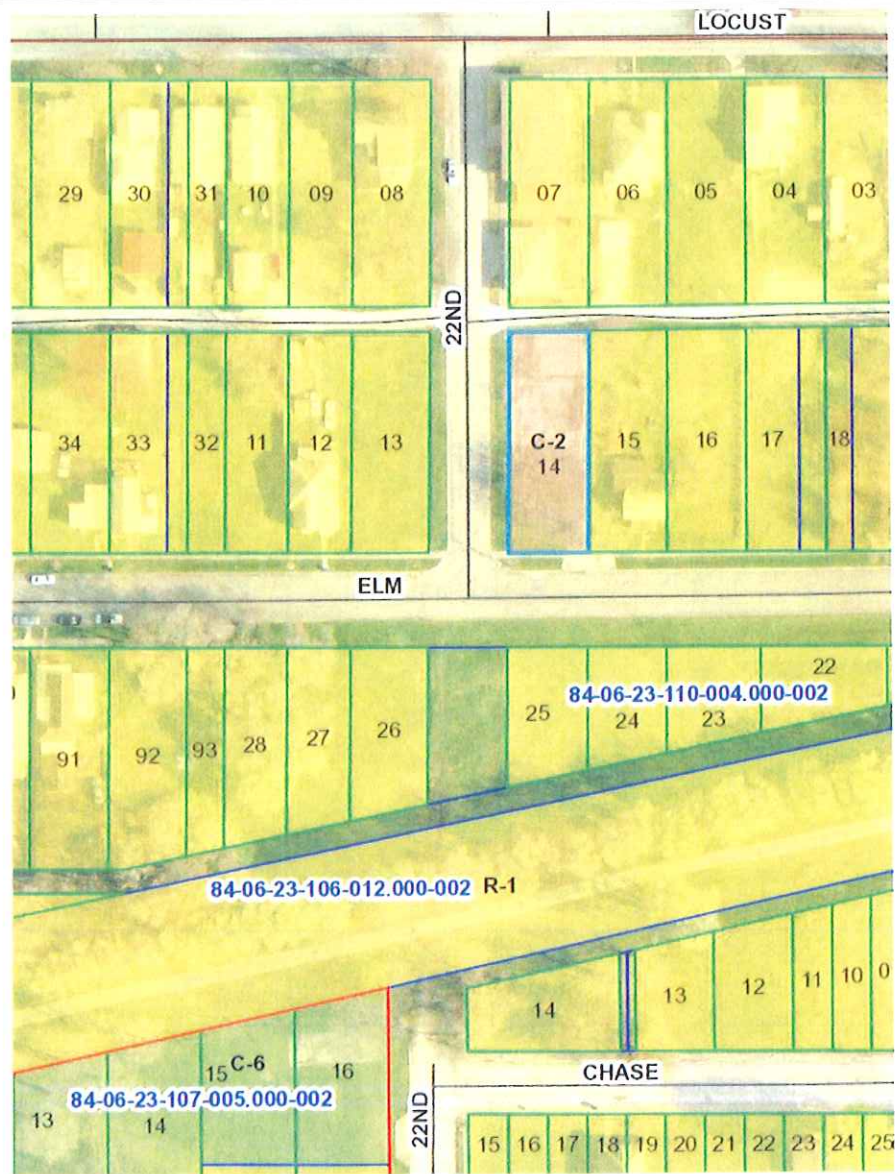 LOCUST
29 30 31 10 09 08 07 06 05 04 03
22ND
34 33 32 11 12 13 C-2 15 16 17 18
14
ELM
22
84-06-23-110-004.000-002
91 92 93 28 27 26 25 24 23
84-06-23-106-012.000-002 R-1
14 13 12 11 10 0
15 C-6 16
CHASE
84-06-23-107-005.000-002
13 14
22ND
15 16 17 18 19 20 21 22 23 24 25